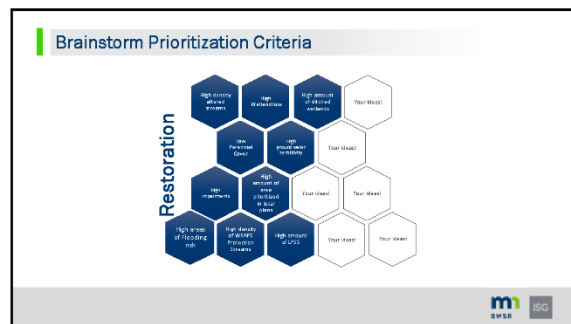 Brainstorm Prioritization Criteria
Restoration
High density
altered
streams
High
Wetland loss
High amount
of ditched
wetlands
Your ideas!
Low
Perennial
Cover
High
groundwater
sensitivity
Your ideas!
High
Impairments
High
amount of
area
prioritized
in local
plans
Your ideas!
Your ideas!
High areas
of Flooding
risk
High density
of WRAPS
Protection
Streams
High
amount of LPSS
Your ideas!
Your ideas!
BWSR
ISG